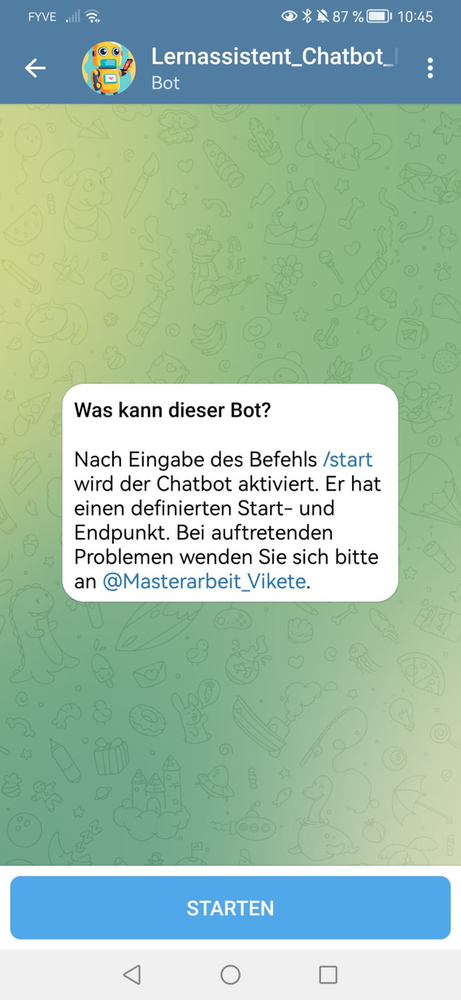 FYVE 87 % 10:45
Lernassistent_Chatbot_
Bot
Was kann dieser Bot?
Nach Eingabe des Befehls /start
wird der Chatbot aktiviert. Er hat
einen definierten Start- und
Endpunkt. Bei auftretenden
Problemen wenden Sie sich bitte
an @Masterarbeit_Vikete.
STARTEN